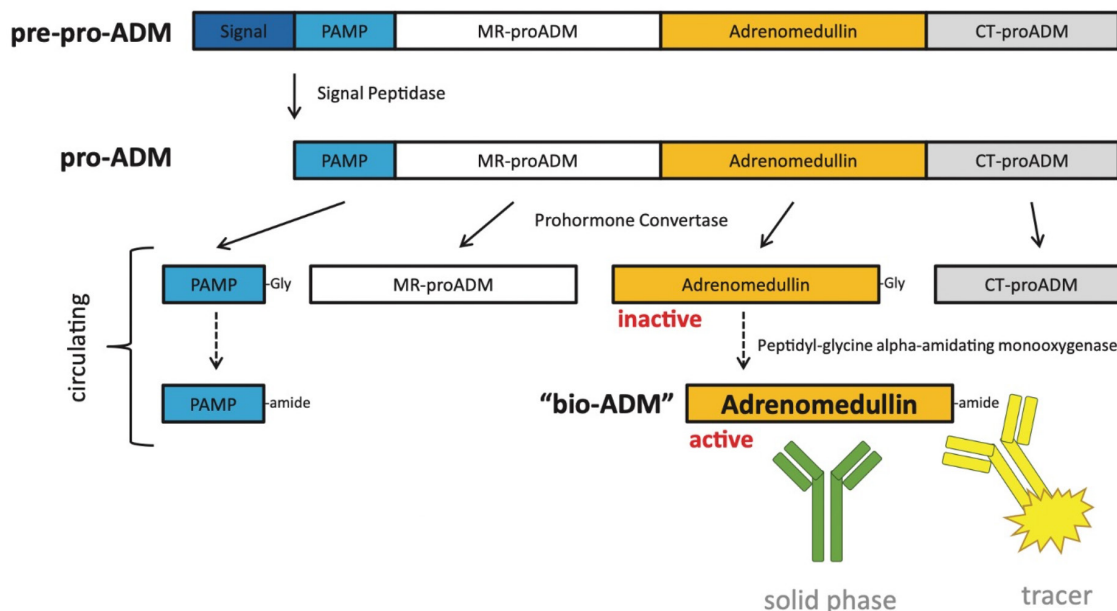 pre-pro-ADM
Signal
PAMP
MR-proADM
Adrenomedullin
CT-proADM
Signal Peptidase
pro-ADM
PAMP
MR-proADM
Adrenomedullin
CT-proADM
Prohormone Convertase
circulating
PAMP
-Gly
MR-proADM
Adrenomedullin
-Gly
CT-proADM
inactive
Peptidyl-glycine alpha-amidating monooxygenase
PAMP
-amide
“bio-ADM”
Adrenomedullin
-amide
active
solid phase
tracer